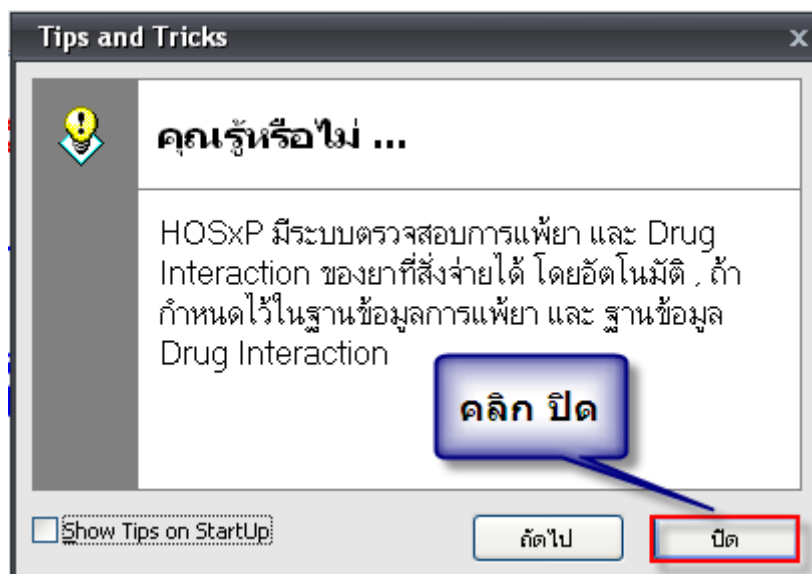 Tips and Tricks
x
คุณรู้หรือไม่ ...
HOSxP มีระบบตรวจสอบการแพ้ยา และ Drug
Interaction ของยาที่สั่งจ่ายได้ โดยอัตโนมัติ , ถ้า
กำหนดไว้ในฐานข้อมูลการแพ้ยา และ ฐานข้อมูล
Drug Interaction
คลิก ปิด
Show Tips on StartUp
ถัดไป
ปิด